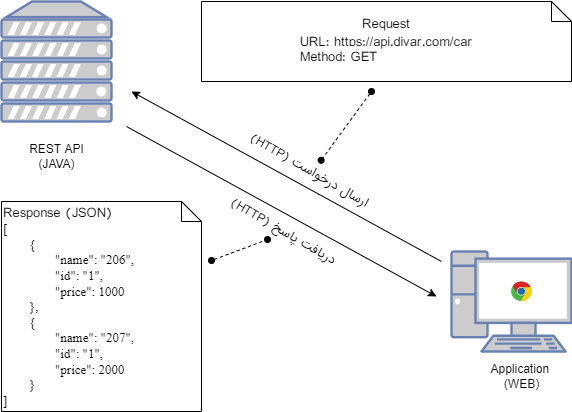 Request
URL: https://api.divar.com/car
Method: GET
REST API
(JAVA)
ارسال درخواست (HTTP)
دریافت پاسخ (HTTP)
Response (JSON)
[
{
"name": "206",
"id": "1",
"price": 1000
},
{
"name": "207",
"id": "1",
"price": 2000
}
]
Application
(WEB)